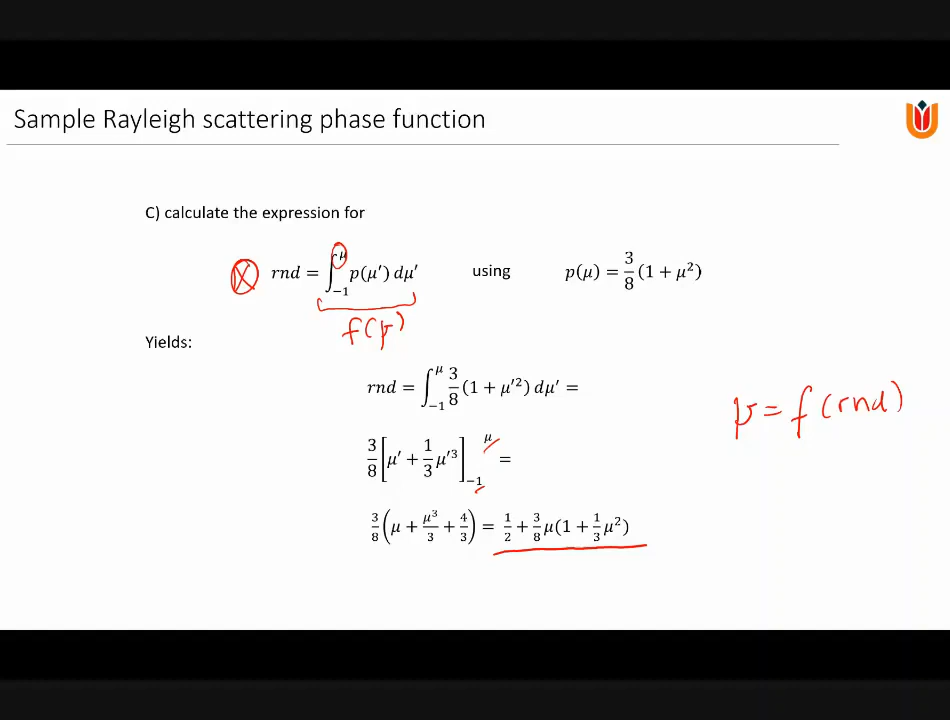 Sample Rayleigh scattering phase function
C) calculate the expression for
rnd = ∫₋₁^μ p(μ′) dμ′ using p(μ) = 3/8 (1 + μ²)
f(μ)
Yields:
rnd = ∫₋₁^μ 3/8 (1 + μ′²) dμ′ =
μ = f(rnd)
3/8 [μ′ + 1/3 μ′³]₋₁^μ =
3/8 (μ + μ³/3 + 4/3) = 1/2 + 3/8 μ(1 + 1/3 μ²)